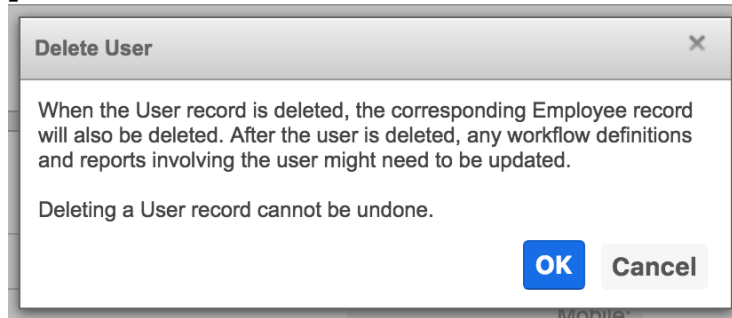 Delete User
When the User record is deleted, the corresponding Employee record
will also be deleted. After the user is deleted, any workflow definitions
and reports involving the user might need to be updated.
Deleting a User record cannot be undone.
OK Cancel
Mobile: